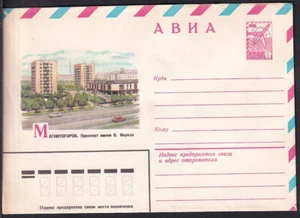 АВИА
Куда
МАГНИТОГОРСК. Проспект имени К. Маркса
Кому
Индекс предприятия связи
и адрес отправителя
Индекс предприятия связи места назначения